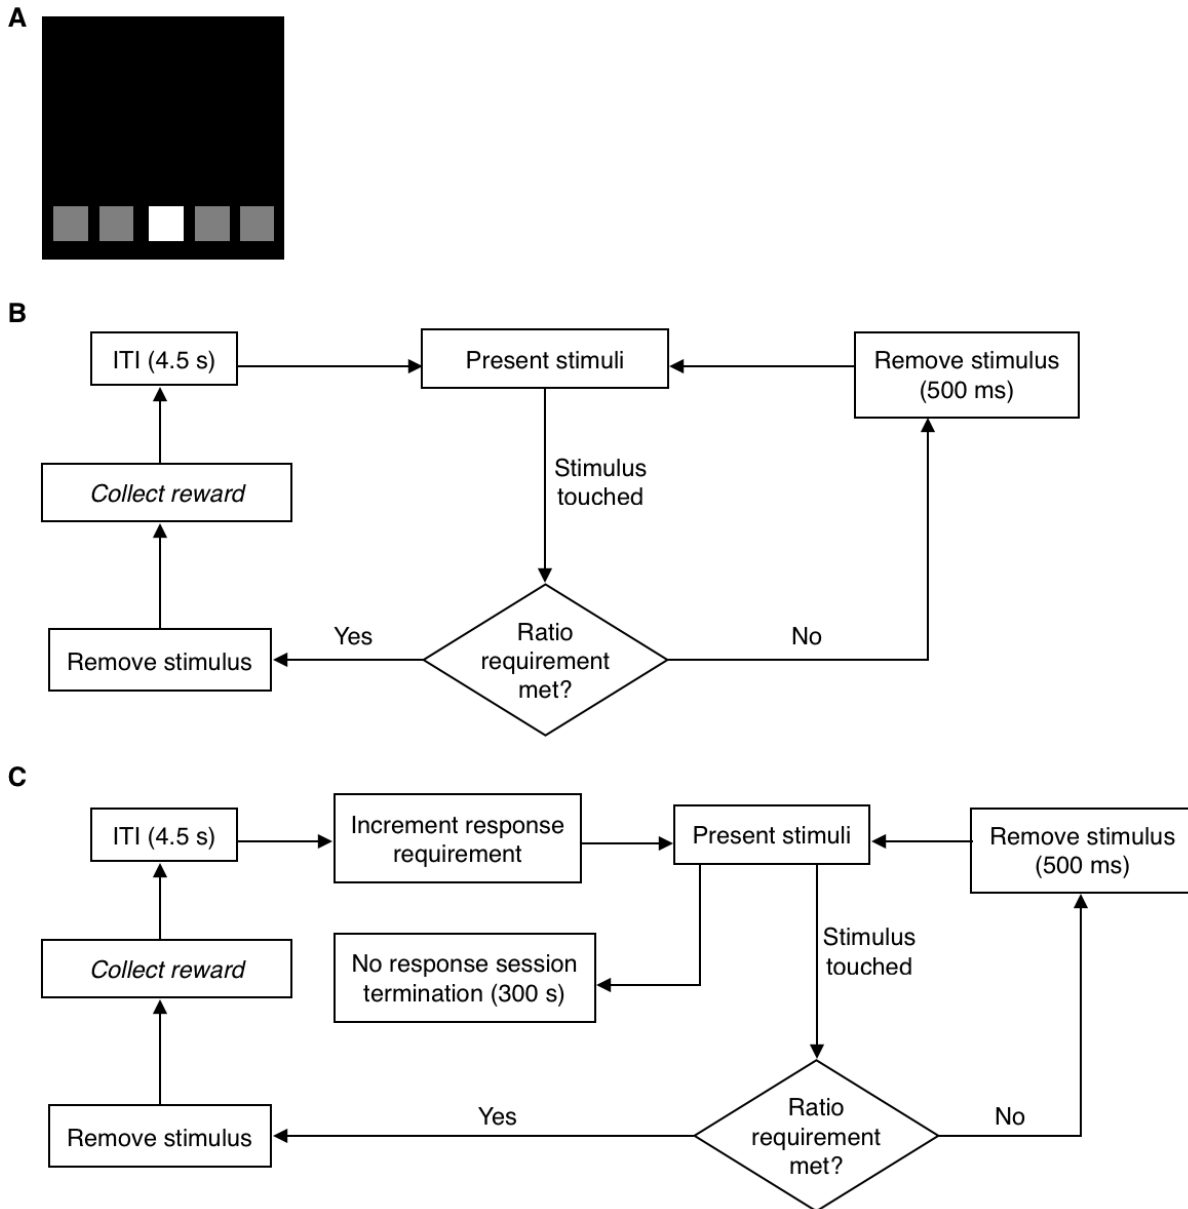 A
B
ITI (4.5 s)
Present stimuli
Remove stimulus
(500 ms)
Stimulus
touched
Collect reward
Ratio
requirement
met?
Yes
No
Remove stimulus
C
ITI (4.5 s)
Increment response
requirement
Present stimuli
Remove stimulus
(500 ms)
Stimulus
touched
Collect reward
No response session
termination (300 s)
Ratio
requirement
met?
Yes
No
Remove stimulus